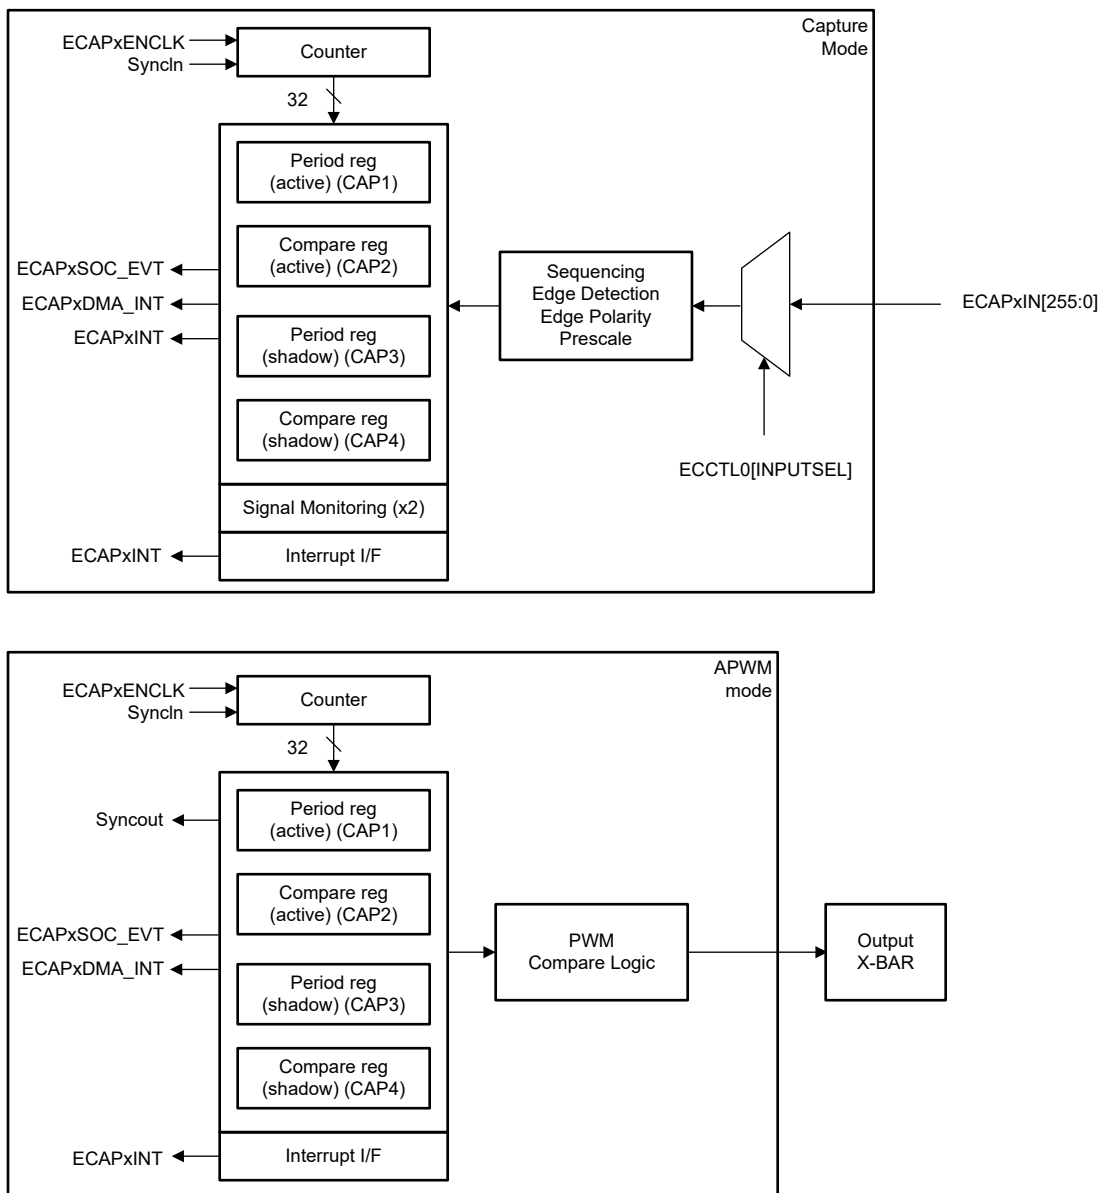 Capture
Mode
ECAPxENCLK
SyncIn
Counter
32
Period reg
(active) (CAP1)
Compare reg
(active) (CAP2)
Period reg
(shadow) (CAP3)
Compare reg
(shadow) (CAP4)
Signal Monitoring (x2)
Interrupt I/F
ECAPxSOC_EVT
ECAPxDMA_INT
ECAPxINT
ECAPxINT
Sequencing
Edge Detection
Edge Polarity
Prescale
ECAPxIN[255:0]
ECCTL0[INPUTSEL]
APWM
mode
ECAPxENCLK
SyncIn
Counter
32
Period reg
(active) (CAP1)
Compare reg
(active) (CAP2)
Period reg
(shadow) (CAP3)
Compare reg
(shadow) (CAP4)
Interrupt I/F
Syncout
ECAPxSOC_EVT
ECAPxDMA_INT
ECAPxINT
PWM
Compare Logic
Output
X-BAR